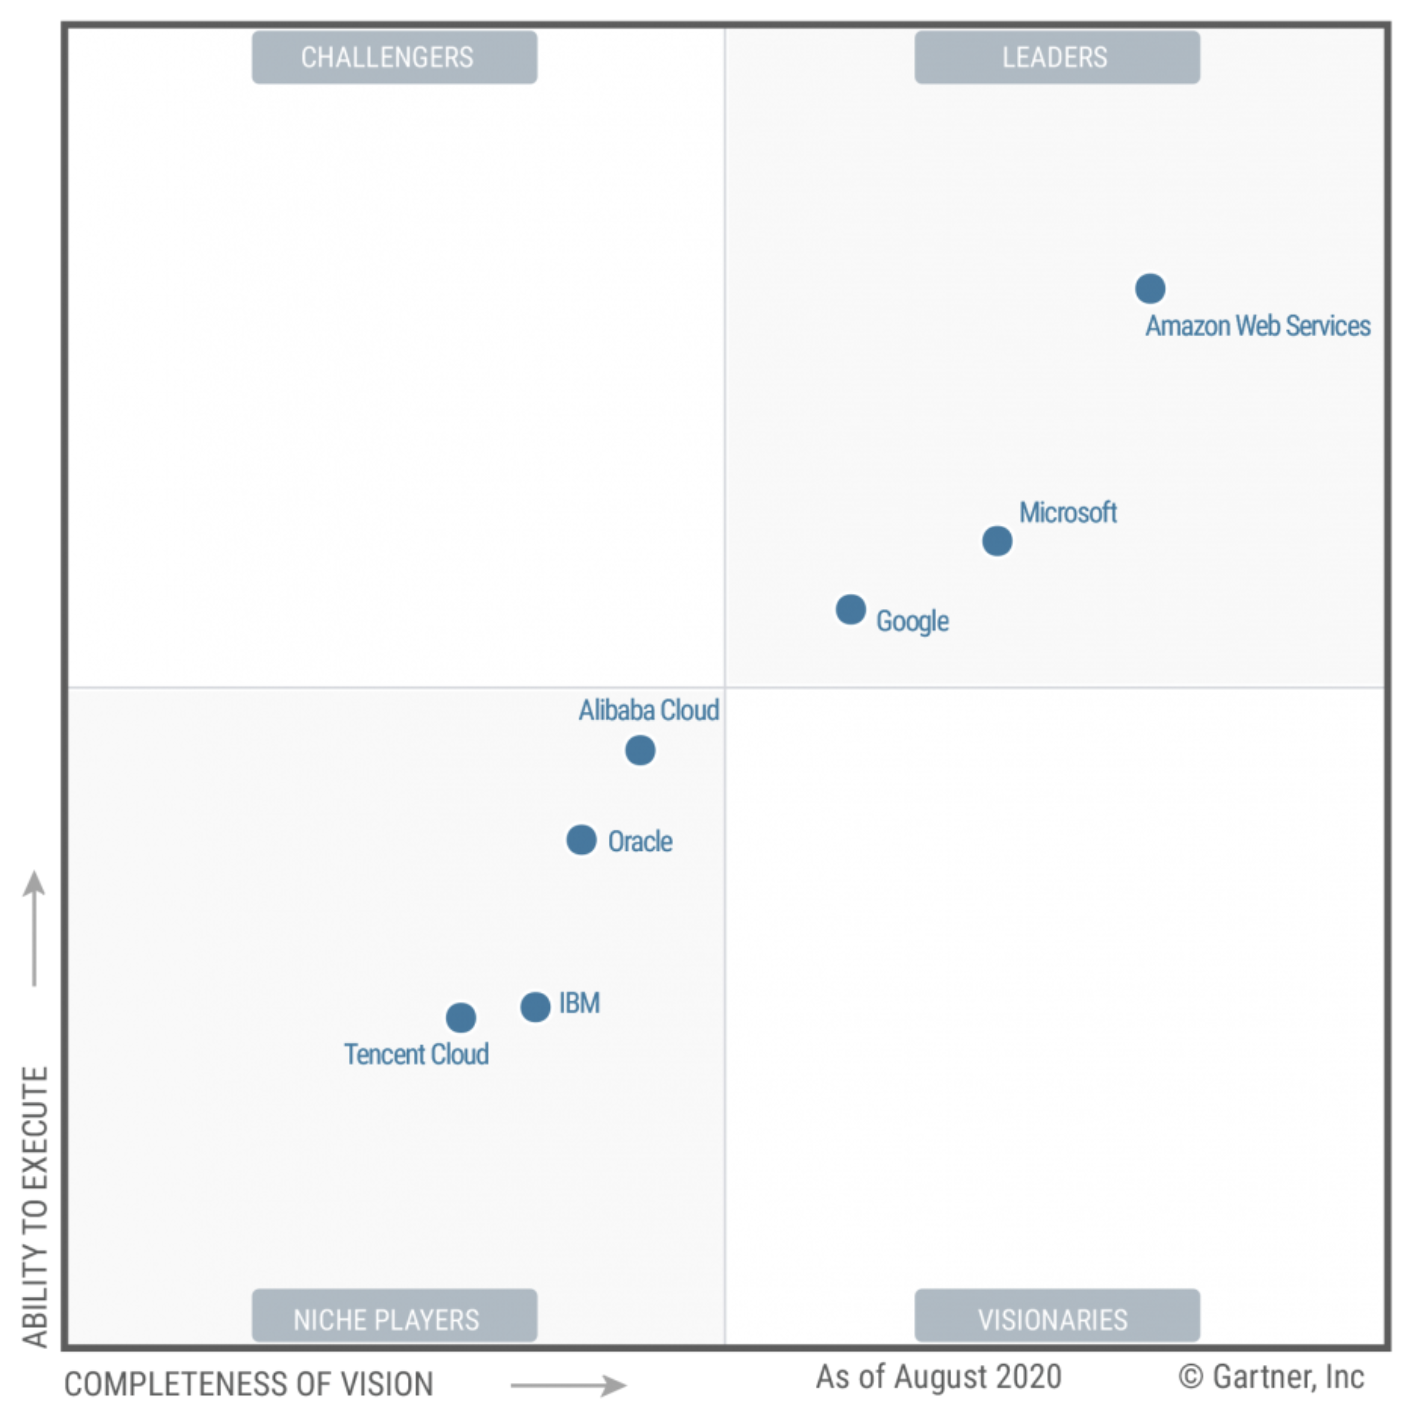 CHALLENGERS
LEADERS
Amazon Web Services
Microsoft
Google
Alibaba Cloud
Oracle
IBM
Tencent Cloud
ABILITY TO EXECUTE
NICHE PLAYERS
VISIONARIES
COMPLETENESS OF VISION
As of August 2020
© Gartner, Inc